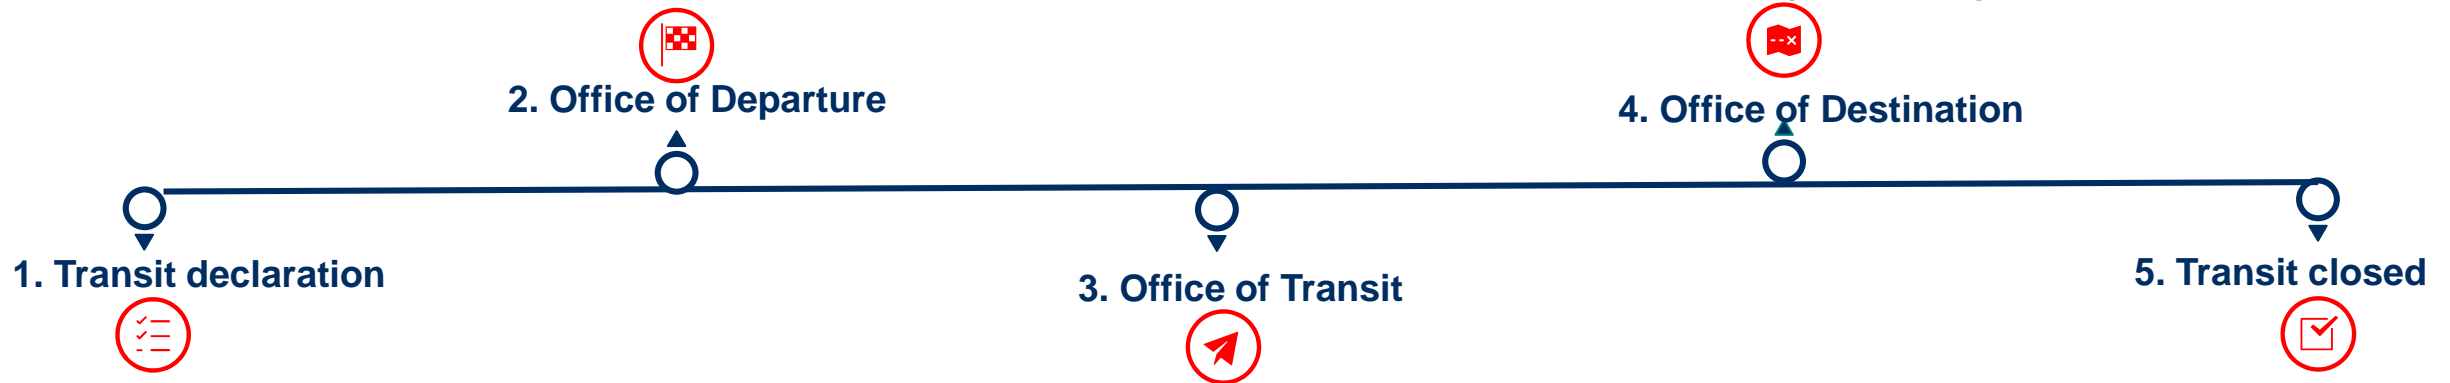 1. Transit declaration
2. Office of Departure
3. Office of Transit
4. Office of Destination
5. Transit closed